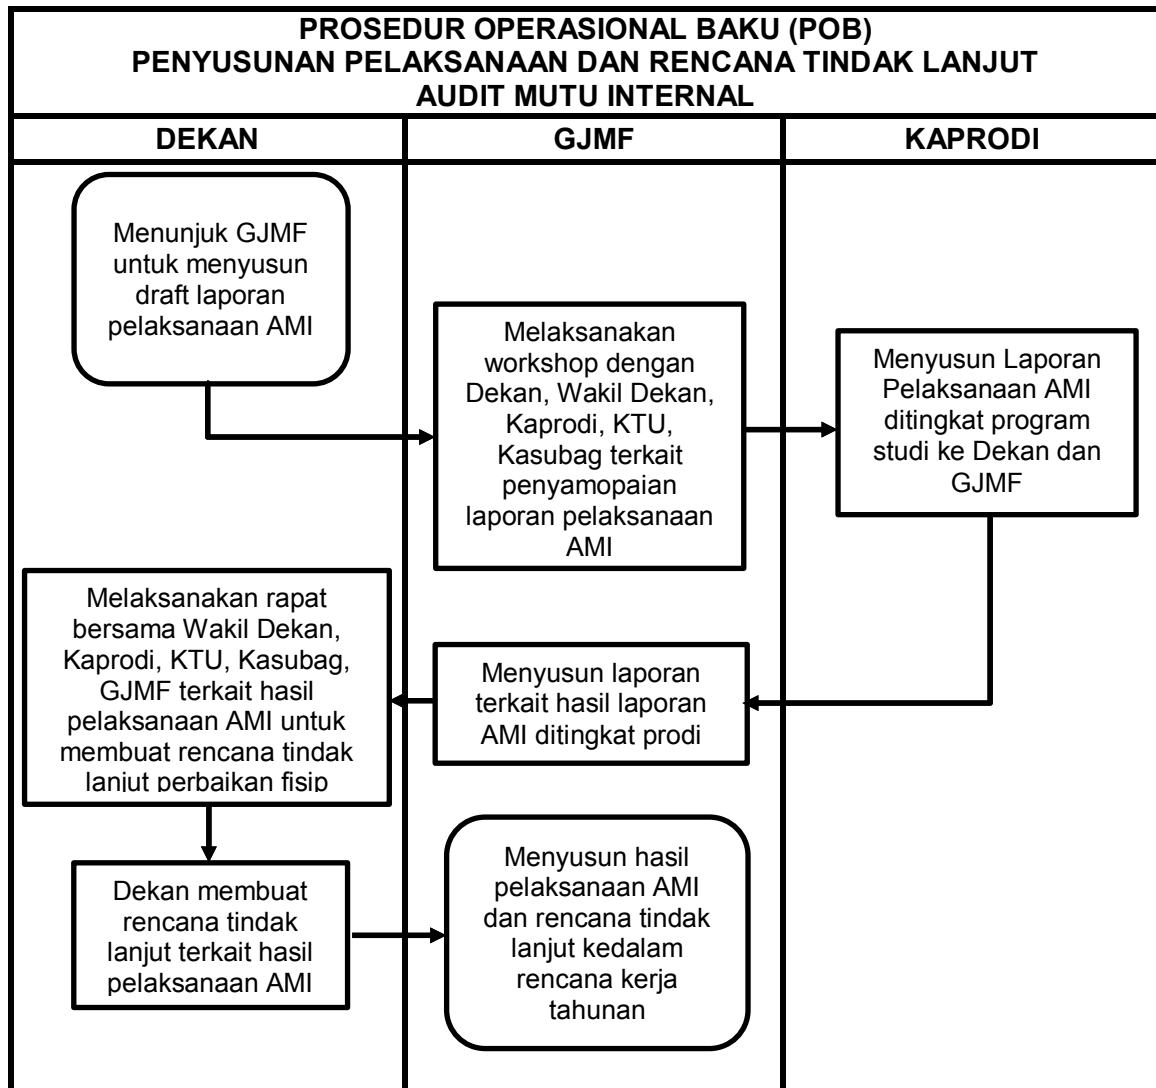 PROSEDUR OPERASIONAL BAKU (POB)
PENYUSUNAN PELAKSANAAN DAN RENCANA TINDAK LANJUT
AUDIT MUTU INTERNAL
DEKAN
GJMF
KAPRODI
Menunjuk GJMF
untuk menyusun
draft laporan
pelaksanaan AMI
Melaksanakan
workshop dengan
Dekan, Wakil Dekan,
Kaprodi, KTU,
Kasubag terkait
penyamopaian
laporan pelaksanaan
AMI
Menyusun Laporan
Pelaksanaan AMI
ditingkat program
studi ke Dekan dan
GJMF
Menyusun laporan
terkait hasil laporan
AMI ditingkat prodi
Melaksanakan rapat
bersama Wakil Dekan,
Kaprodi, KTU, Kasubag,
GJMF terkait hasil
pelaksanaan AMI untuk
membuat rencana tindak
lanjut perbaikan fisip
Dekan membuat
rencana tindak
lanjut terkait hasil
pelaksanaan AMI
Menyusun hasil
pelaksanaan AMI
dan rencana tindak
lanjut kedalam
rencana kerja
tahunan